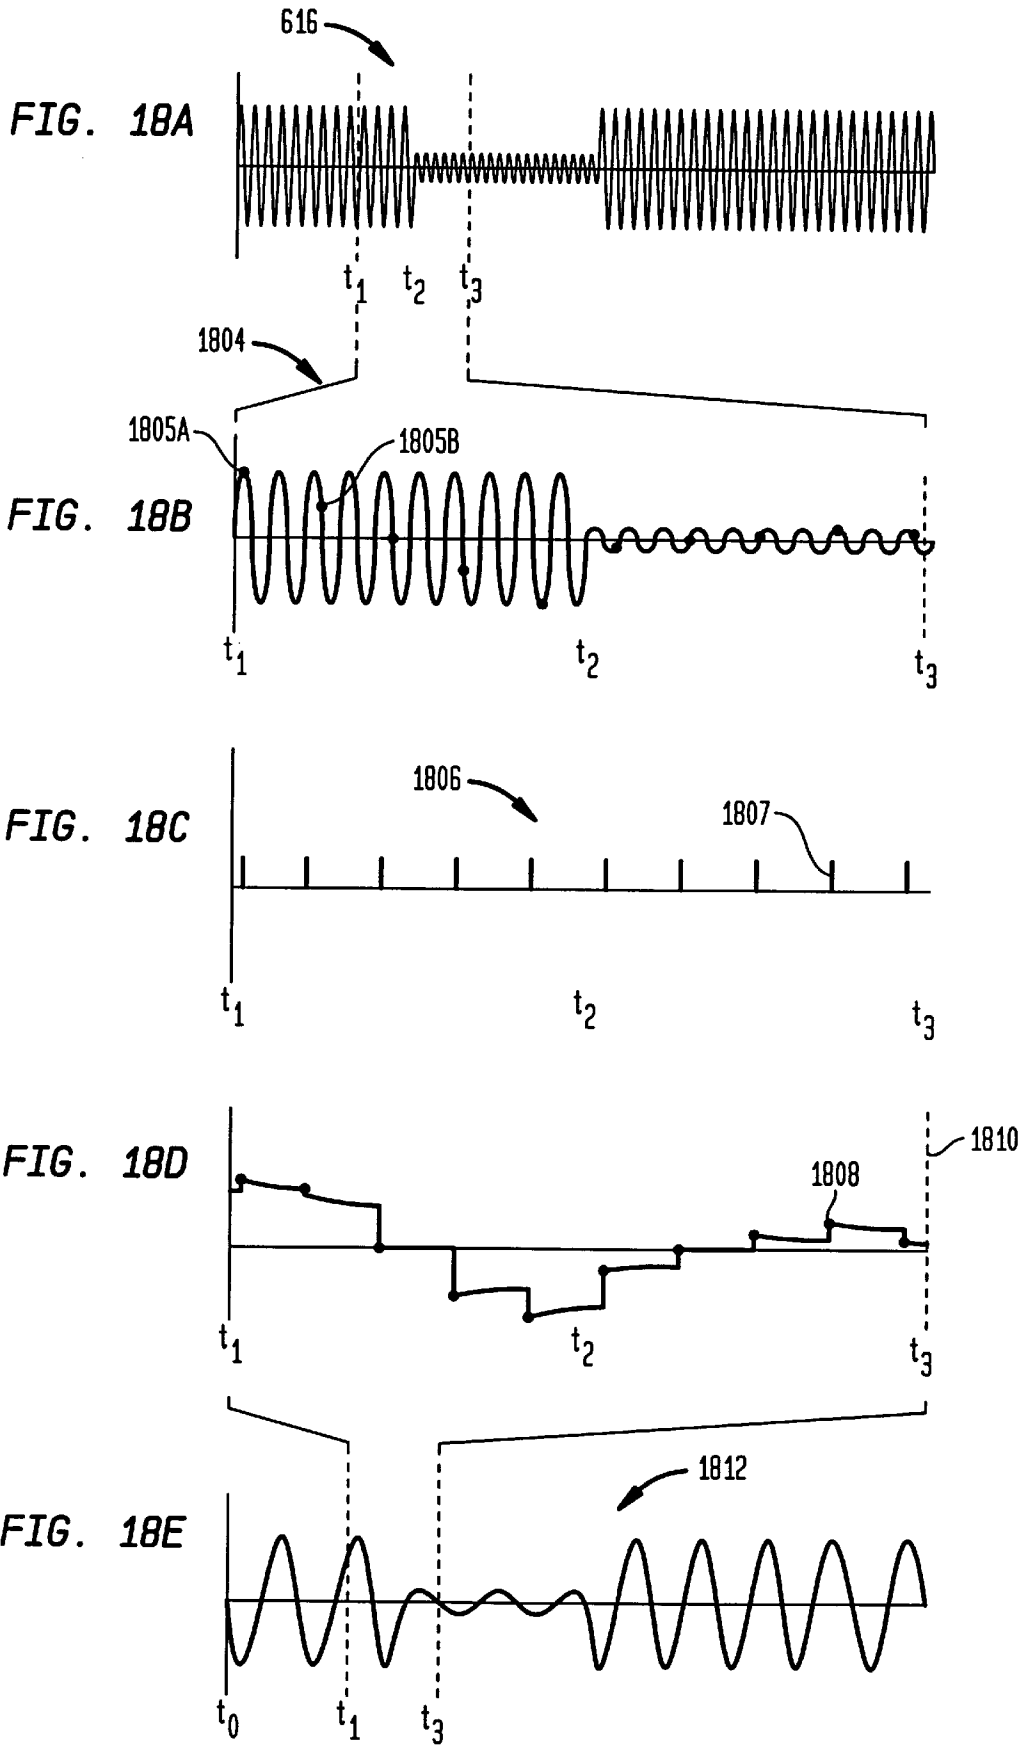 616
FIG. 18A
t1 t2 t3
1804
1805A 1805B
FIG. 18B
t1 t2 t3
1806
1807
FIG. 18C
t1 t2 t3
1810
FIG. 18D
1808
t1 t2 t3
1812
FIG. 18E
t0 t1 t3